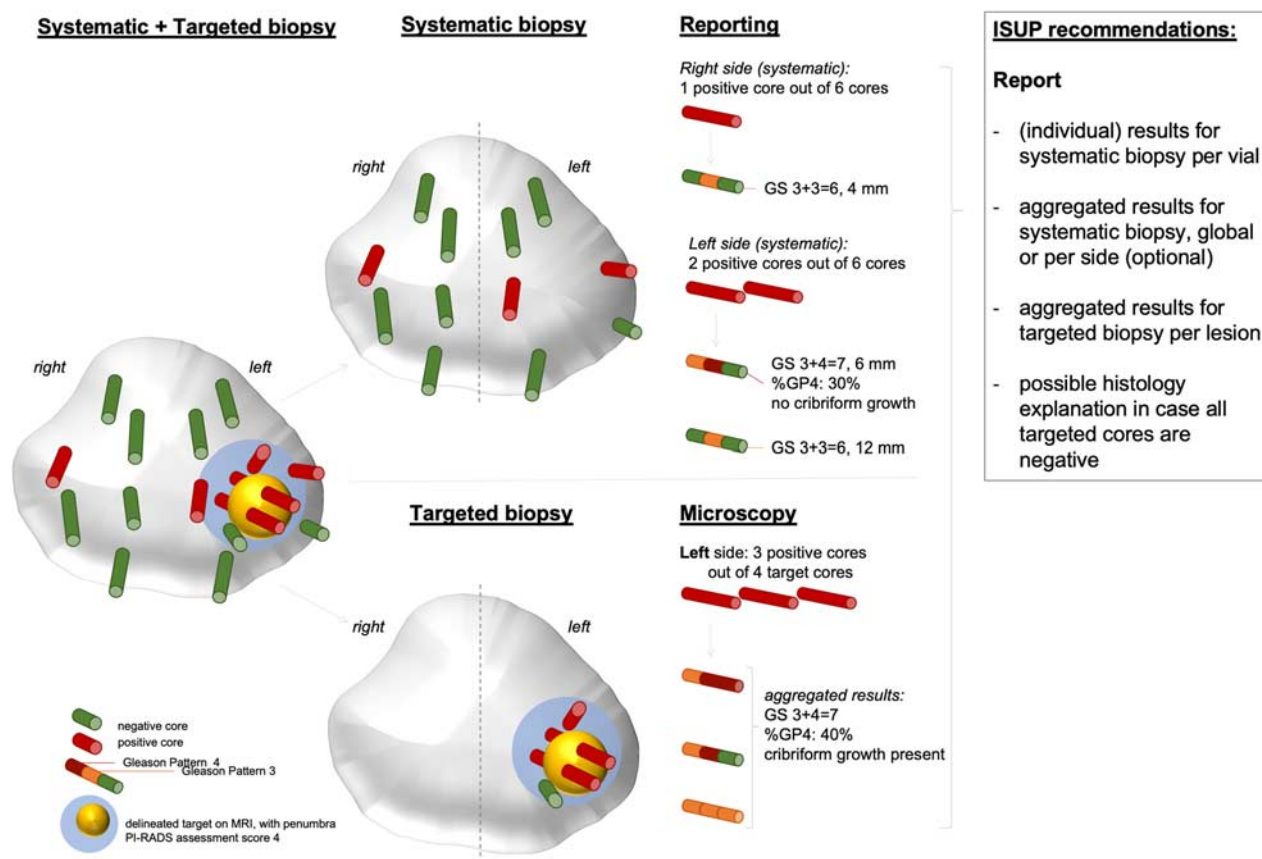 Systematic + Targeted biopsy
Systematic biopsy
right
left
right
left
Targeted biopsy
right
left
negative core
positive core
Gleason Pattern 4
Gleason Pattern 3
delineated target on MRI, with penumbra
PI-RADS assessment score 4
Reporting
Right side (systematic):
1 positive core out of 6 cores
GS 3+3=6, 4 mm
Left side (systematic):
2 positive cores out of 6 cores
GS 3+4=7, 6 mm
%GP4: 30%
no cribriform growth
GS 3+3=6, 12 mm
Microscopy
Left side: 3 positive cores
out of 4 target cores
aggregated results:
GS 3+4=7
%GP4: 40%
cribriform growth present
ISUP recommendations:
Report
- (individual) results for
systematic biopsy per vial
- aggregated results for
systematic biopsy, global
or per side (optional)
- aggregated results for
targeted biopsy per lesion
- possible histology
explanation in case all
targeted cores are
negative